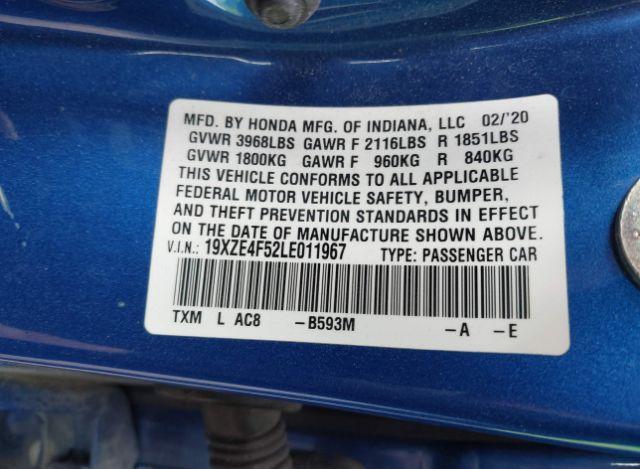 MFD. BY HONDA MFG. OF INDIANA, LLC 02/'20
GVWR 3968LBS GAWR F 2116LBS R 1851LBS
GVWR 1800KG GAWR F 960KG R 840KG
THIS VEHICLE CONFORMS TO ALL APPLICABLE
FEDERAL MOTOR VEHICLE SAFETY, BUMPER,
AND THEFT PREVENTION STANDARDS IN EFFECT
ON THE DATE OF MANUFACTURE SHOWN ABOVE.
V.I.N.: 19XZE4F52LE011967 TYPE: PASSENGER CAR
TXM L AC8 -B593M -A -E